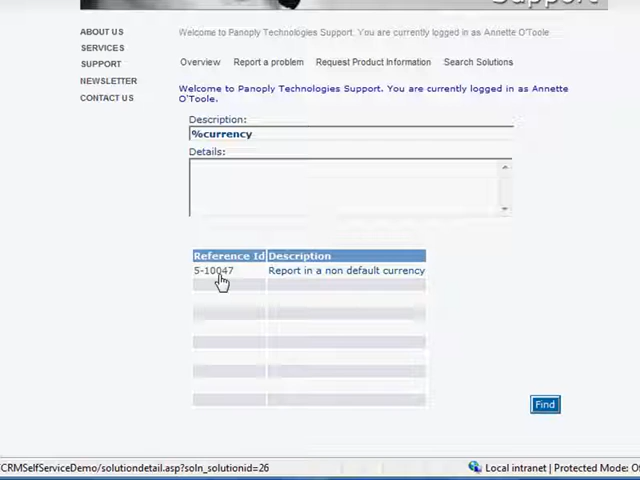 Support
ABOUT US
SERVICES
SUPPORT
NEWSLETTER
CONTACT US
Welcome to Panoply Technologies Support. You are currently logged in as Annette O'Toole
Overview Report a problem Request Product Information Search Solutions
Welcome to Panoply Technologies Support. You are currently logged in as Annette
O'Toole.
Description:
%currency
Details:
Reference Id Description
5-10047 Report in a non default currency
Find
CRMSelfServiceDemo/solutiondetail.asp?soln_solutionid=26
Local intranet | Protected Mode: Of